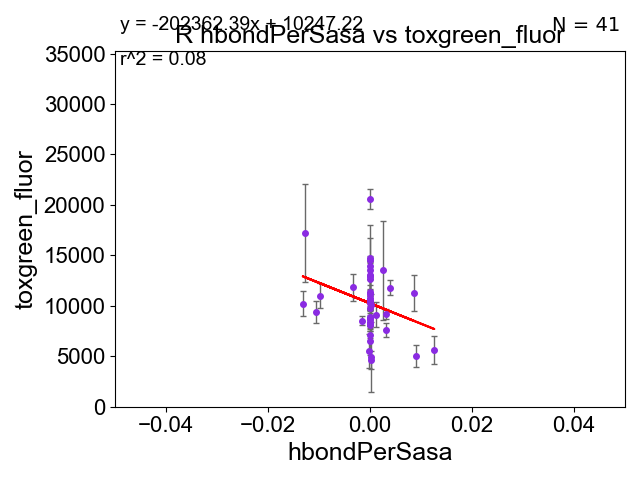 y = -202362.39x + 10247.22
N = 41
R hbondPerSasa vs toxgreen_fluor
r^2 = 0.08
35000
30000
25000
20000
15000
10000
5000
0
toxgreen_fluor
−0.04 −0.02 0.00 0.02 0.04
hbondPerSasa